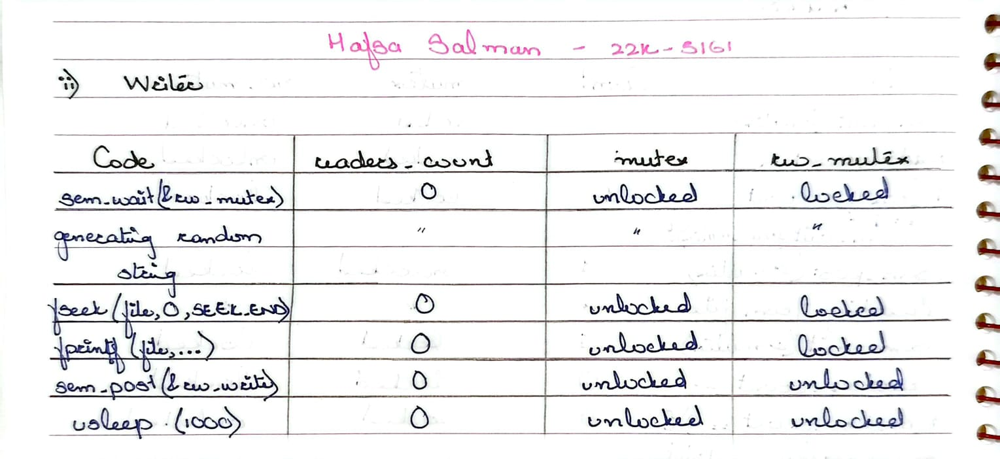 Hafsa Salman - 22K-5161
ii) Writer
Code readers_count mutex rw_mutex
sem_wait(&rw_mutex) 0 unlocked locked
generating random " " "
string
fseek(file, 0, SEEK_END) 0 unlocked locked
fprintf(file, ...) 0 unlocked locked
sem_post(&rw_write) 0 unlocked unlocked
usleep(1000) 0 unlocked unlocked